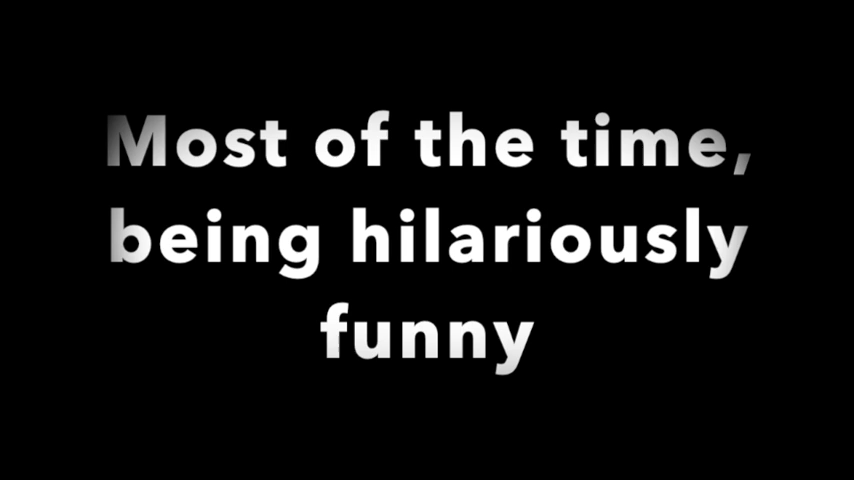 Most of the time,
being hilariously
funny